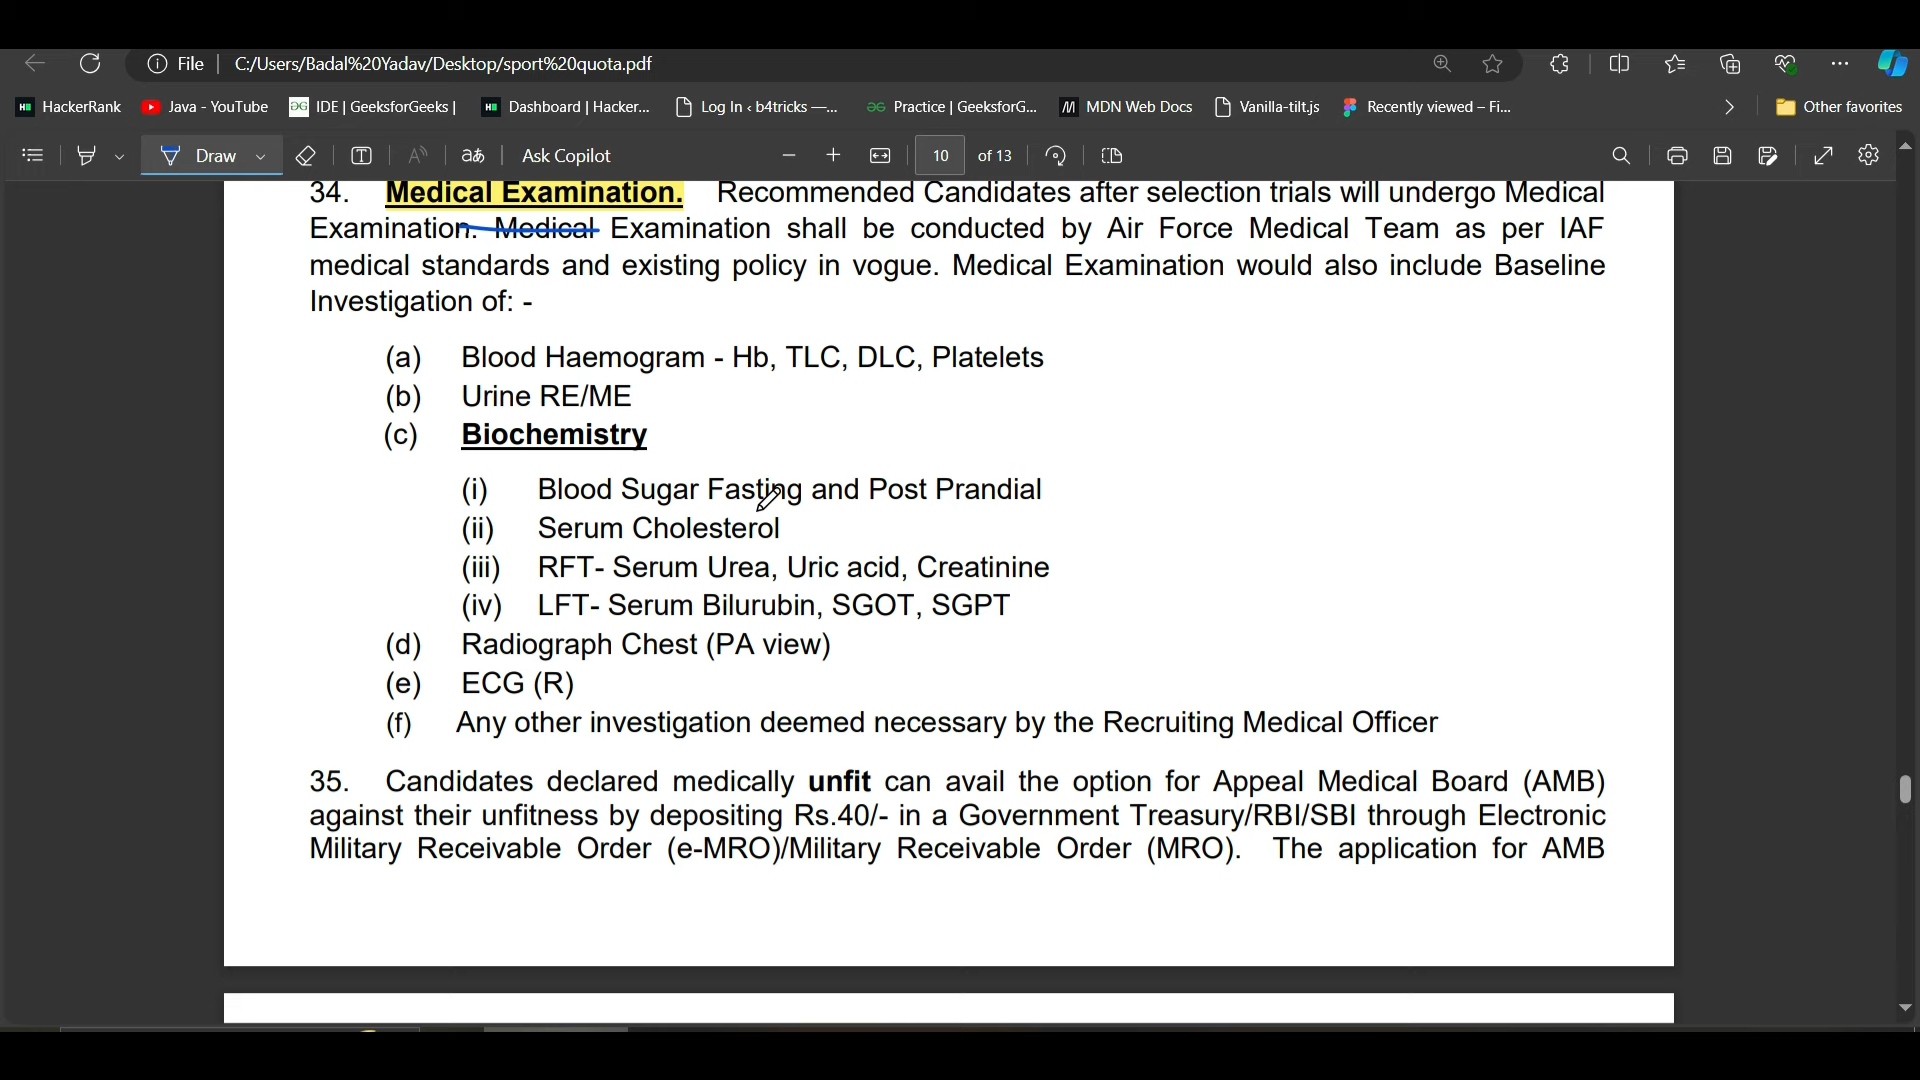 File C:/Users/Badal%20Yadav/Desktop/sport%20quota.pdf
HackerRank Java - YouTube IDE | GeeksforGeeks | Dashboard | Hacker... Log In ‹ b4tricks —... Practice | GeeksforG... MDN Web Docs Vanilla-tilt.js Recently viewed – Fi... Other favorites
Draw aあ Ask Copilot 10 of 13
34. Medical Examination. Recommended Candidates after selection trials will undergo Medical
Examination. Medical Examination shall be conducted by Air Force Medical Team as per IAF
medical standards and existing policy in vogue. Medical Examination would also include Baseline
Investigation of: -
(a) Blood Haemogram - Hb, TLC, DLC, Platelets
(b) Urine RE/ME
(c) Biochemistry
(i) Blood Sugar Fasting and Post Prandial
(ii) Serum Cholesterol
(iii) RFT- Serum Urea, Uric acid, Creatinine
(iv) LFT- Serum Bilurubin, SGOT, SGPT
(d) Radiograph Chest (PA view)
(e) ECG (R)
(f) Any other investigation deemed necessary by the Recruiting Medical Officer
35. Candidates declared medically unfit can avail the option for Appeal Medical Board (AMB)
against their unfitness by depositing Rs.40/- in a Government Treasury/RBI/SBI through Electronic
Military Receivable Order (e-MRO)/Military Receivable Order (MRO). The application for AMB